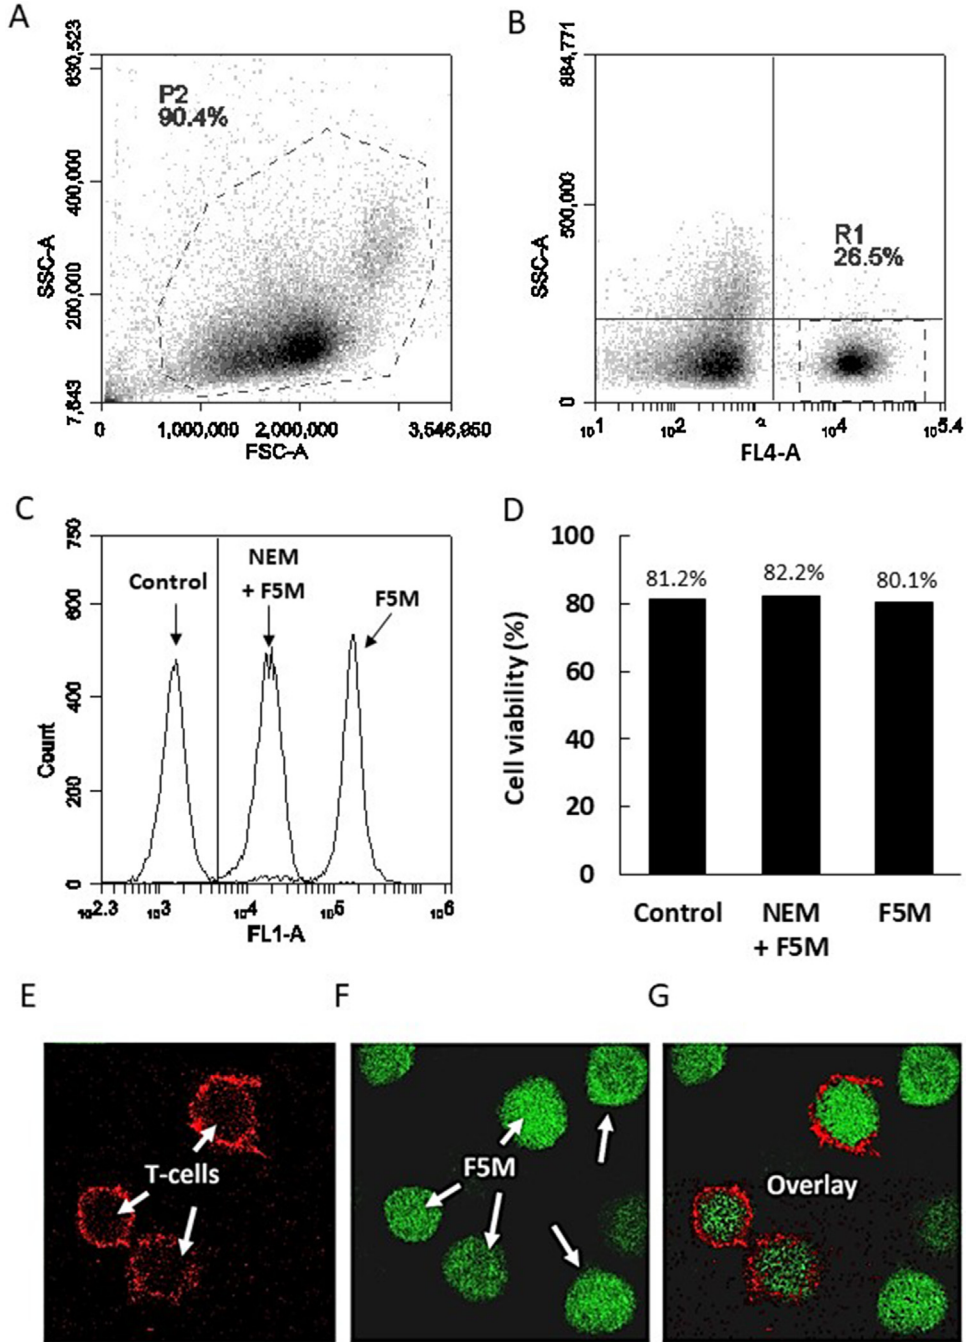 A
630,523
400,000
200,000
7,643
SSC-A
P2
90.4%
0
1,000,000
2,000,000
3,546,950
FSC-A
B
884,771
500,000
0
SSC-A
R1
26.5%
10 1
10 2
10 4
10 5.4
FL4-A
C
750
600
400
200
0
Count
Control
NEM
+ F5M
F5M
10 2.3
10 3
10 4
10 5
10 6
FL1-A
D
100
80
60
40
20
0
Cell viability (%)
81.2%
82.2%
80.1%
Control
NEM
+ F5M
F5M
E
T-cells
F
F5M
G
Overlay